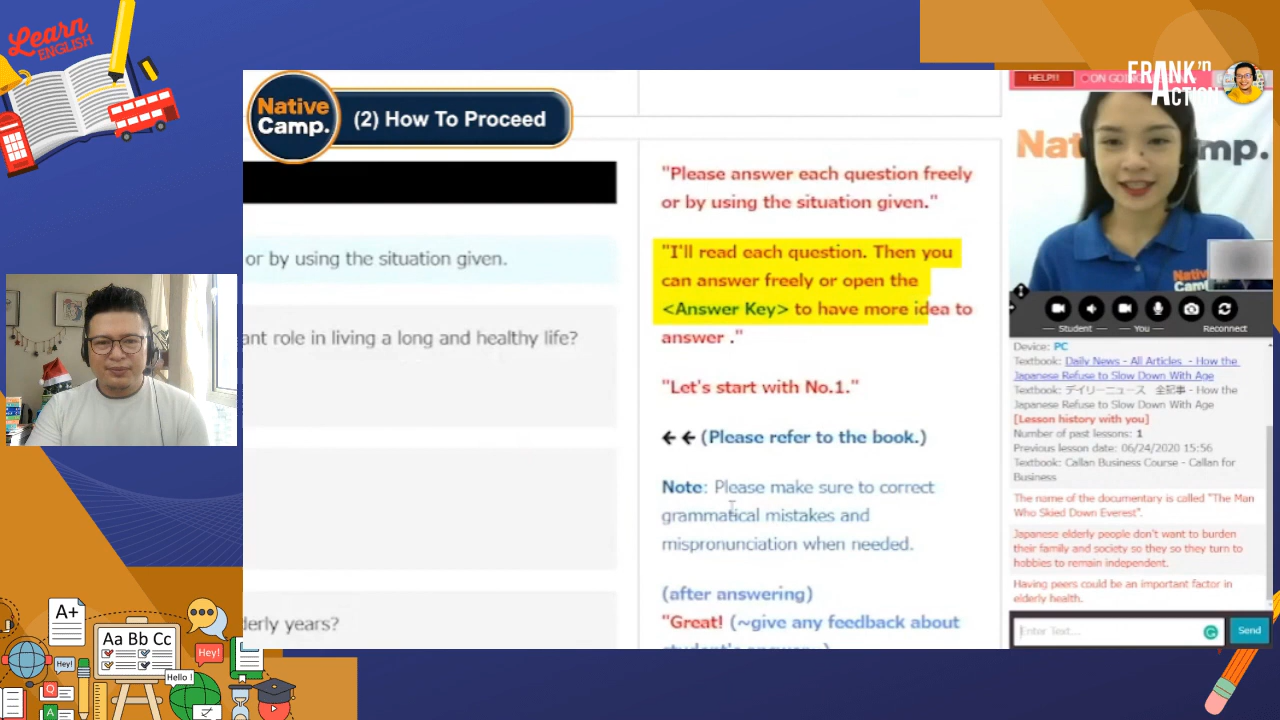 Learn
ENGLISH
Native
Camp.
(2) How To Proceed
or by using the situation given.
ant role in living a long and healthy life?
derly years?
"Please answer each question freely
or by using the situation given."
"I'll read each question. Then you
can answer freely or open the
<Answer Key> to have more idea to
answer ."
"Let's start with No.1."
←← (Please refer to the book.)
Note: Please make sure to correct
grammatical mistakes and
mispronunciation when needed.
(after answering)
"Great! (~give any feedback about
student's answer~)
HELP!!
ON GOING
FRANK'n
ACTION
Nat
mp.
Native
Camp
Student
You
Reconnect
Device: PC
Textbook: Daily News - All Articles - How the
Japanese Refuse to Slow Down With Age
Textbook: デイリーニュース 全記事 - How the
Japanese Refuse to Slow Down With Age
[Lesson history with you]
Number of past lessons: 1
Previous lesson date: 06/24/2020 15:56
Textbook: Callan Business Course - Callan for
Business
The name of the documentary is called "The Man
Who Skied Down Everest".
Japanese elderly people don't want to burden
their family and society so they so they turn to
hobbies to remain independent.
Having peers could be an important factor in
elderly health.
Enter Text...
Send
A+
Aa Bb Cc
Hey!
Hey!
Hello !
Q
A